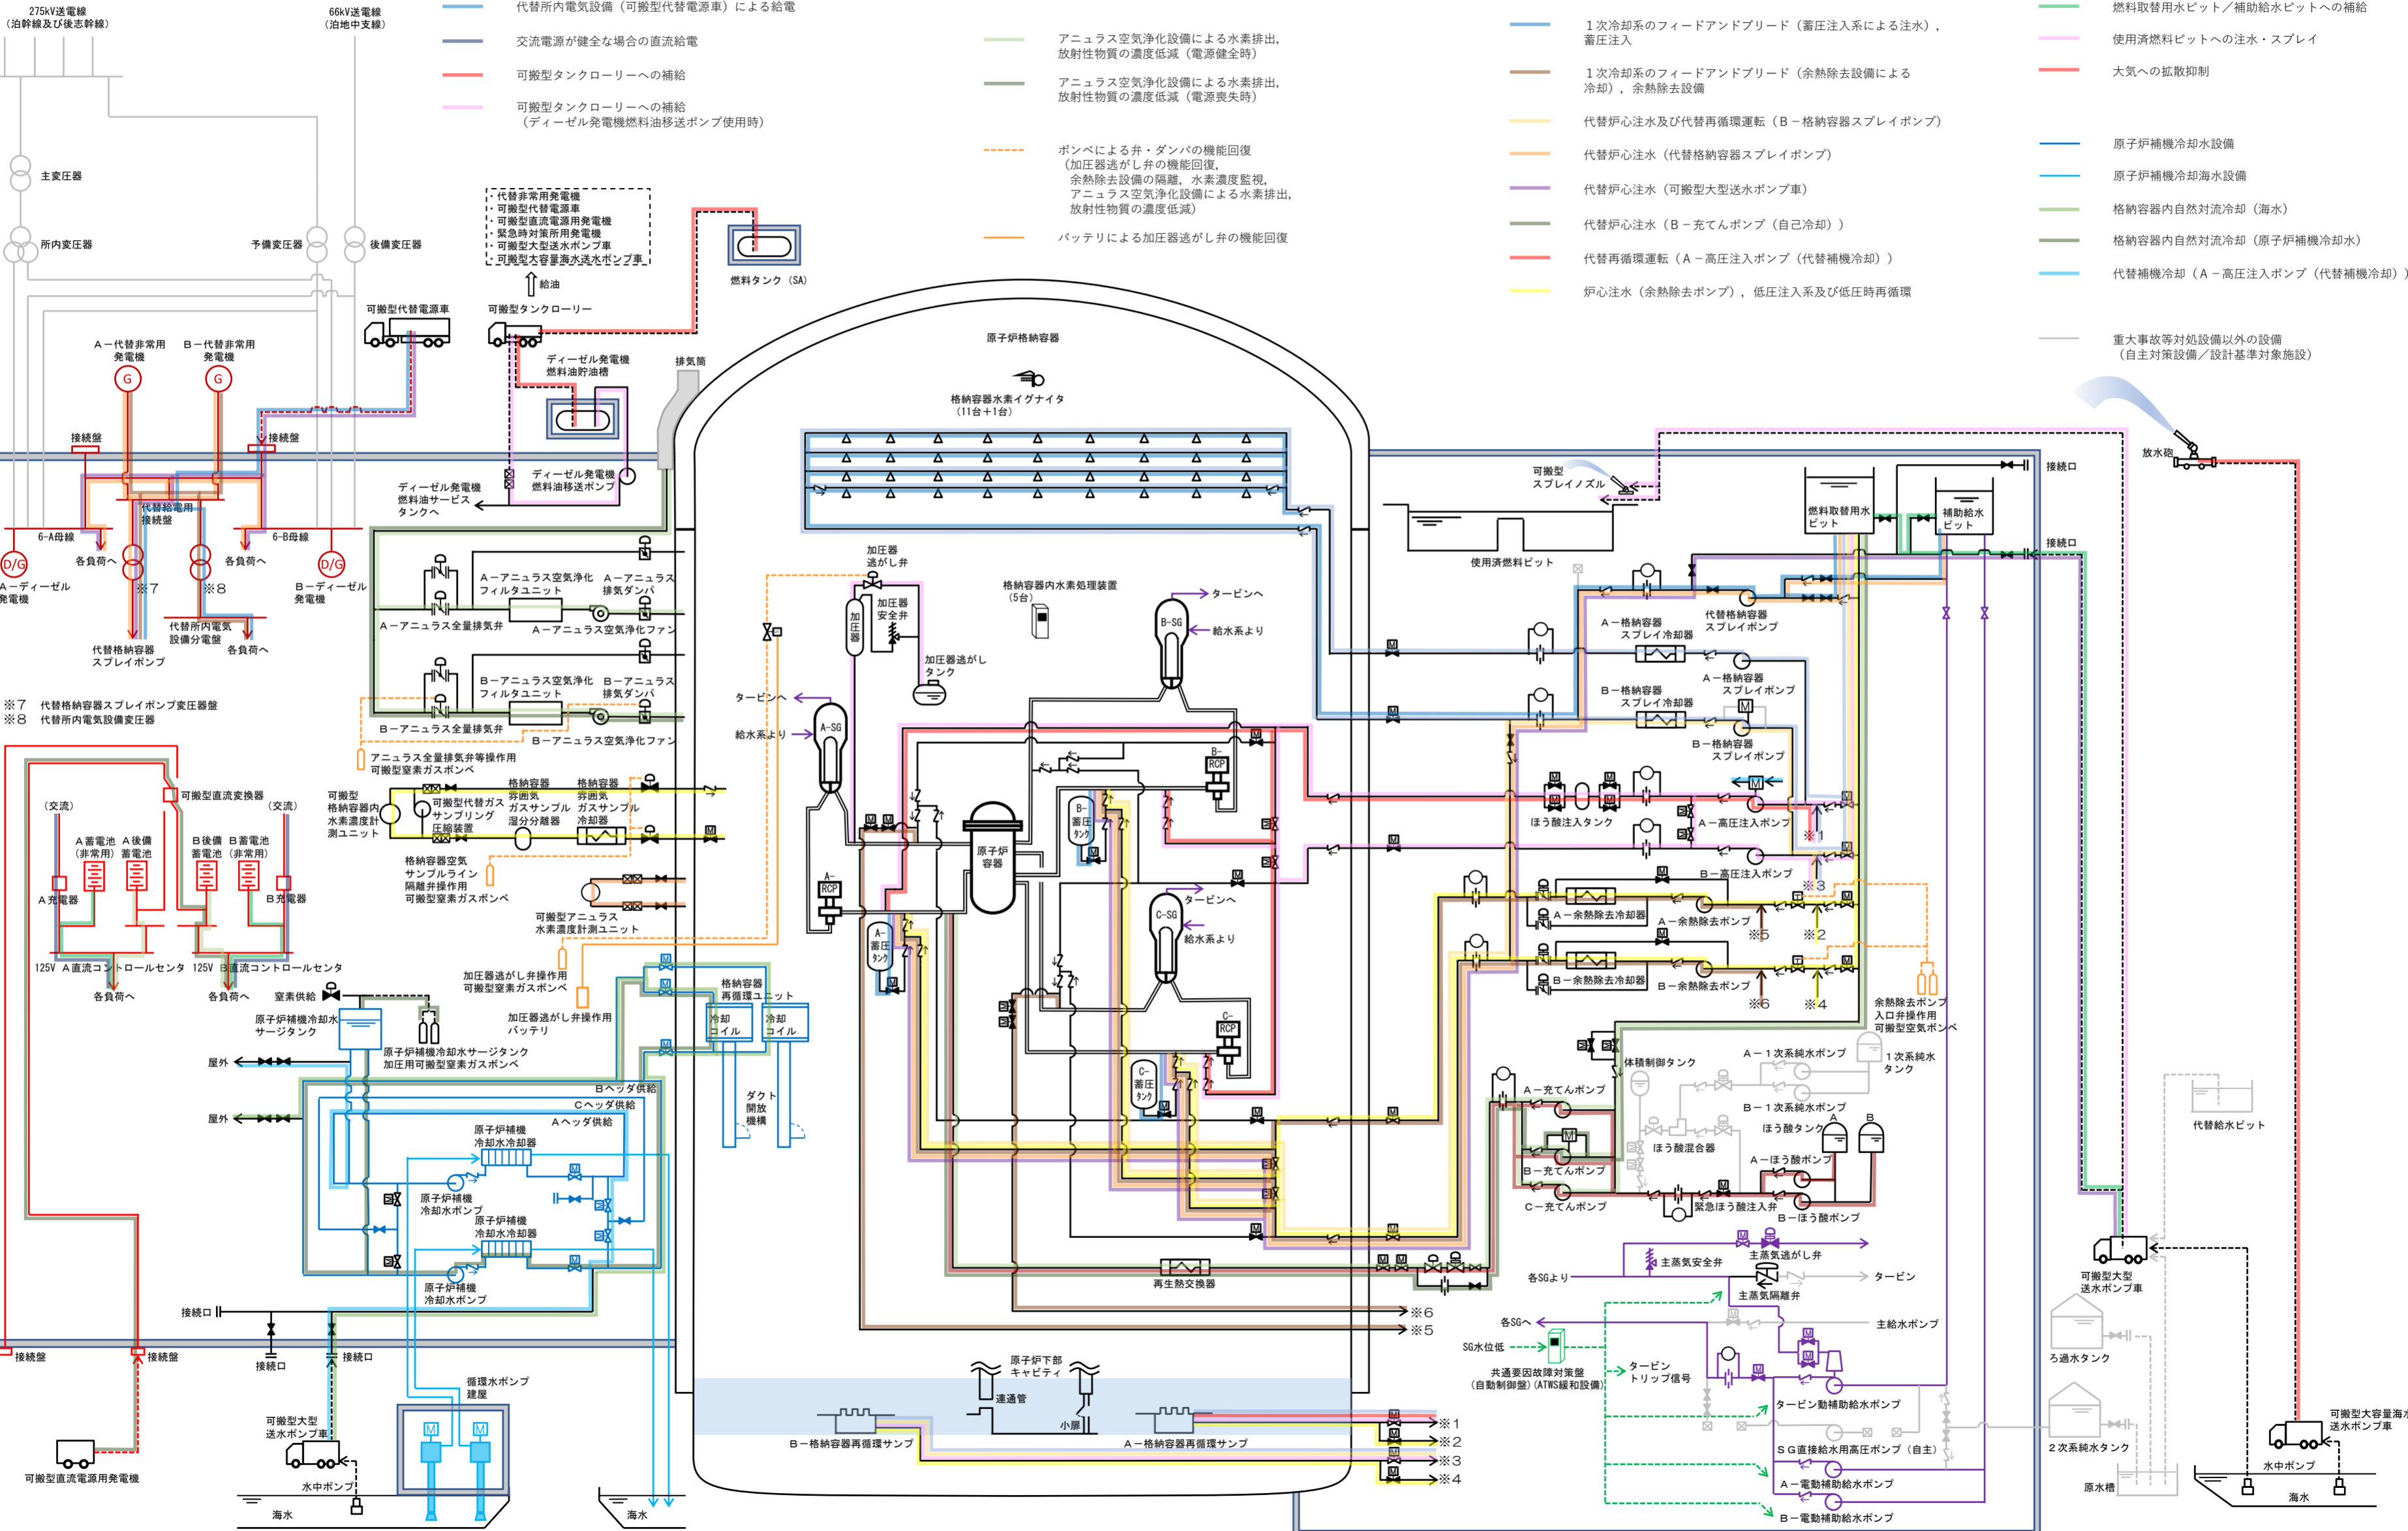 275kV送電線
（泊幹線及び後志幹線）
66kV送電線
（泊地中支線）
代替所内電気設備（可搬型代替電源車）による給電
交流電源が健全な場合の直流給電
可搬型タンクローリーへの補給
可搬型タンクローリーへの補給
（ディーゼル発電機燃料油移送ポンプ使用時）
アニュラス空気浄化設備による水素排出，
放射性物質の濃度低減（電源健全時）
アニュラス空気浄化設備による水素排出，
放射性物質の濃度低減（電源喪失時）
ボンベによる弁・ダンパの機能回復
（加圧器逃がし弁の機能回復，
余熱除去設備の隔離，水素濃度監視，
アニュラス空気浄化設備による水素排出，
放射性物質の濃度低減）
バッテリによる加圧器逃がし弁の機能回復
１次冷却系のフィードアンドブリード（蓄圧注入系による注水），
蓄圧注入
１次冷却系のフィードアンドブリード（余熱除去設備による
冷却），余熱除去設備
代替炉心注水及び代替再循環運転（Ｂ－格納容器スプレイポンプ）
代替炉心注水（代替格納容器スプレイポンプ）
代替炉心注水（可搬型大型送水ポンプ車）
代替炉心注水（Ｂ－充てんポンプ（自己冷却））
代替再循環運転（Ａ－高圧注入ポンプ（代替補機冷却））
炉心注水（余熱除去ポンプ），低圧注入系及び低圧時再循環
燃料取替用水ピット／補助給水ピットへの補給
使用済燃料ピットへの注水・スプレイ
大気への拡散抑制
原子炉補機冷却水設備
原子炉補機冷却海水設備
格納容器内自然対流冷却（海水）
格納容器内自然対流冷却（原子炉補機冷却水）
代替補機冷却（Ａ－高圧注入ポンプ（代替補機冷却））
重大事故等対処設備以外の設備
（自主対策設備／設計基準対象施設）
主変圧器
所内変圧器
予備変圧器
後備変圧器
・代替非常用発電機
・可搬型代替電源車
・可搬型直流電源用発電機
・緊急時対策所用発電機
・可搬型大型送水ポンプ車
・可搬型大容量海水送水ポンプ車
給油
燃料タンク（SA）
可搬型代替電源車
可搬型タンクローリー
Ａ－代替非常用
発電機
Ｂ－代替非常用
発電機
G
G
ディーゼル発電機
燃料油貯油槽
排気筒
接続盤
接続盤
ディーゼル発電機
燃料油移送ポンプ
ディーゼル発電機
燃料油サービス
タンクへ
代替給電用
接続盤
6-A母線
6-B母線
D/G
D/G
各負荷へ
各負荷へ
Ａ－ディーゼル
発電機
Ｂ－ディーゼル
発電機
※７
※８
代替格納容器
スプレイポンプ
代替所内電気
設備分電盤
各負荷へ
※７　代替格納容器スプレイポンプ変圧器盤
※８　代替所内電気設備変圧器
原子炉格納容器
格納容器水素イグナイタ
（11台＋1台）
Ａ－アニュラス空気浄化
フィルタユニット
Ａ－アニュラス
排気ダンパ
Ａ－アニュラス全量排気弁
Ａ－アニュラス空気浄化ファン
Ｂ－アニュラス空気浄化
フィルタユニット
Ｂ－アニュラス
排気ダンパ
Ｂ－アニュラス全量排気弁
Ｂ－アニュラス空気浄化ファン
アニュラス全量排気弁等操作用
可搬型窒素ガスボンベ
加圧器
逃がし弁
加圧器
加圧器
安全弁
加圧器逃がし
タンク
格納容器内水素処理装置
（5台）
B-SG
タービンへ
給水系より
タービンへ
A-SG
給水系より
B-
RCP
原子炉
容器
B-
蓄圧
タンク
A-
RCP
A-
蓄圧
タンク
C-SG
タービンへ
給水系より
C-
RCP
C-
蓄圧
タンク
可搬型
スプレイノズル
使用済燃料ピット
燃料取替用水
ピット
補助給水
ピット
接続口
接続口
放水砲
代替格納容器
スプレイポンプ
Ａ－格納容器
スプレイ冷却器
Ａ－格納容器
スプレイポンプ
Ｂ－格納容器
スプレイ冷却器
Ｂ－格納容器
スプレイポンプ
ほう酸注入タンク
Ａ－高圧注入ポンプ
※１
Ｂ－高圧注入ポンプ
※３
Ａ－余熱除去冷却器
Ａ－余熱除去ポンプ
※５
※２
Ｂ－余熱除去冷却器
Ｂ－余熱除去ポンプ
※６
※４
余熱除去ポンプ
入口弁操作用
可搬型空気ボンベ
（交流）
可搬型直流変換器
（交流）
Ａ蓄電池
（非常用）
Ａ後備
蓄電池
Ｂ後備
蓄電池
Ｂ蓄電池
（非常用）
Ａ充電器
Ｂ充電器
125V Ａ直流コントロールセンタ
125V Ｂ直流コントロールセンタ
各負荷へ
各負荷へ
可搬型
格納容器内
水素濃度計
測ユニット
可搬型代替ガス
サンプリング
圧縮装置
格納容器
雰囲気
ガスサンプル
湿分分離器
格納容器
雰囲気
ガスサンプル
冷却器
格納容器空気
サンプルライン
隔離弁操作用
可搬型窒素ガスボンベ
可搬型アニュラス
水素濃度計測ユニット
加圧器逃がし弁操作用
可搬型窒素ガスボンベ
加圧器逃がし弁操作用
バッテリ
格納容器
再循環ユニット
冷却
コイル
冷却
コイル
ダクト
開放
機構
窒素供給
原子炉補機冷却水
サージタンク
原子炉補機冷却水サージタンク
加圧用可搬型窒素ガスボンベ
屋外
屋外
Ｂヘッダ供給
Ｃヘッダ供給
Ａヘッダ供給
原子炉補機
冷却水冷却器
原子炉補機
冷却水ポンプ
原子炉補機
冷却水冷却器
原子炉補機
冷却水ポンプ
接続口
接続口
接続口
接続盤
接続盤
可搬型直流電源用発電機
可搬型大型
送水ポンプ車
水中ポンプ
海水
循環水ポンプ
建屋
海水
体積制御タンク
Ａ－１次系純水ポンプ
１次系純水
タンク
Ｂ－１次系純水ポンプ
Ａ－充てんポンプ
Ｂ－充てんポンプ
Ｃ－充てんポンプ
ほう酸混合器
ほう酸タンク
A
B
Ａ－ほう酸ポンプ
緊急ほう酸注入弁
Ｂ－ほう酸ポンプ
再生熱交換器
※６
※５
主蒸気安全弁
主蒸気逃がし弁
各SGより
主蒸気隔離弁
タービン
各SGへ
主給水ポンプ
SG水位低
共通要因故障対策盤
（自動制御盤）（ATWS緩和設備）
タービン
トリップ信号
タービン動補助給水ポンプ
ＳＧ直接給水用高圧ポンプ（自主）
Ａ－電動補助給水ポンプ
Ｂ－電動補助給水ポンプ
原子炉下部
キャビティ
連通管
小扉
Ｂ－格納容器再循環サンプ
Ａ－格納容器再循環サンプ
※１
※２
※３
※４
代替給水ピット
可搬型大型
送水ポンプ車
ろ過水タンク
２次系純水タンク
原水槽
可搬型大容量海水
送水ポンプ車
水中ポンプ
海水